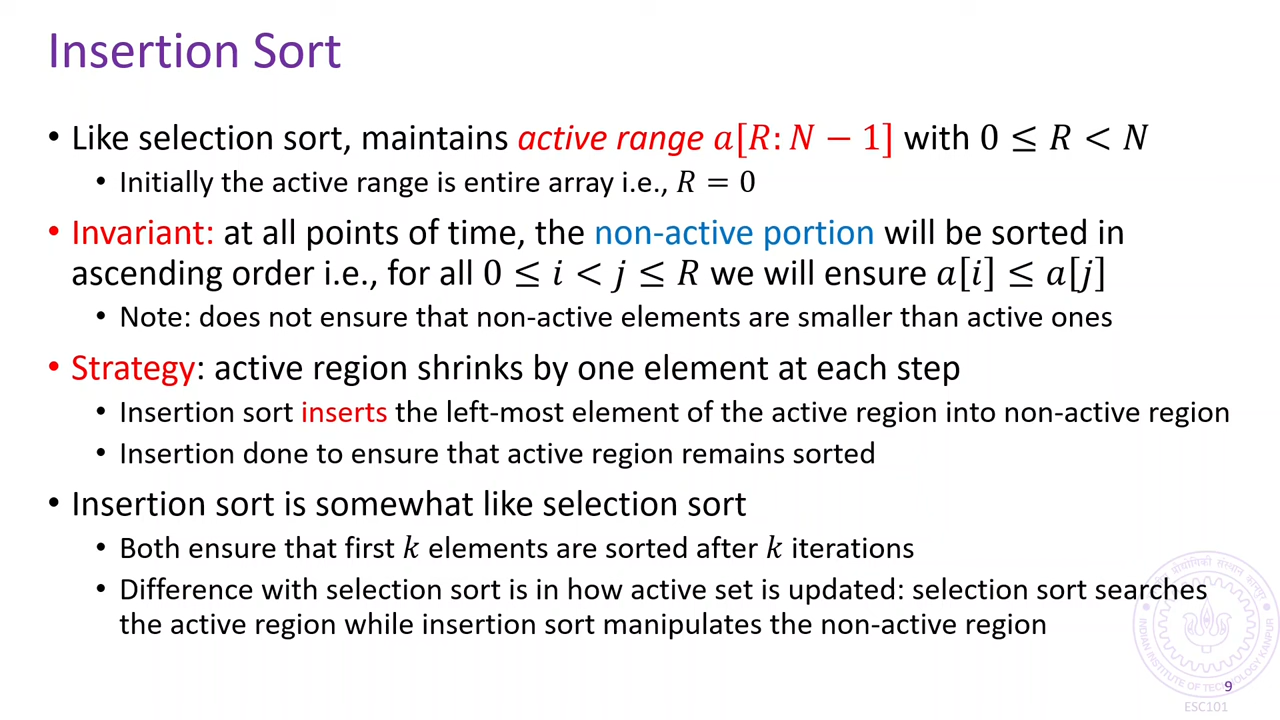 Insertion Sort
• Like selection sort, maintains active range a[R: N − 1] with 0 ≤ R < N
• Initially the active range is entire array i.e., R = 0
• Invariant: at all points of time, the non-active portion will be sorted in
ascending order i.e., for all 0 ≤ i < j ≤ R we will ensure a[i] ≤ a[j]
• Note: does not ensure that non-active elements are smaller than active ones
• Strategy: active region shrinks by one element at each step
• Insertion sort inserts the left-most element of the active region into non-active region
• Insertion done to ensure that active region remains sorted
• Insertion sort is somewhat like selection sort
• Both ensure that first k elements are sorted after k iterations
• Difference with selection sort is in how active set is updated: selection sort searches
the active region while insertion sort manipulates the non-active region
INDIAN INSTITUTE OF TECHNOLOGY KANPUR
9
ESC101